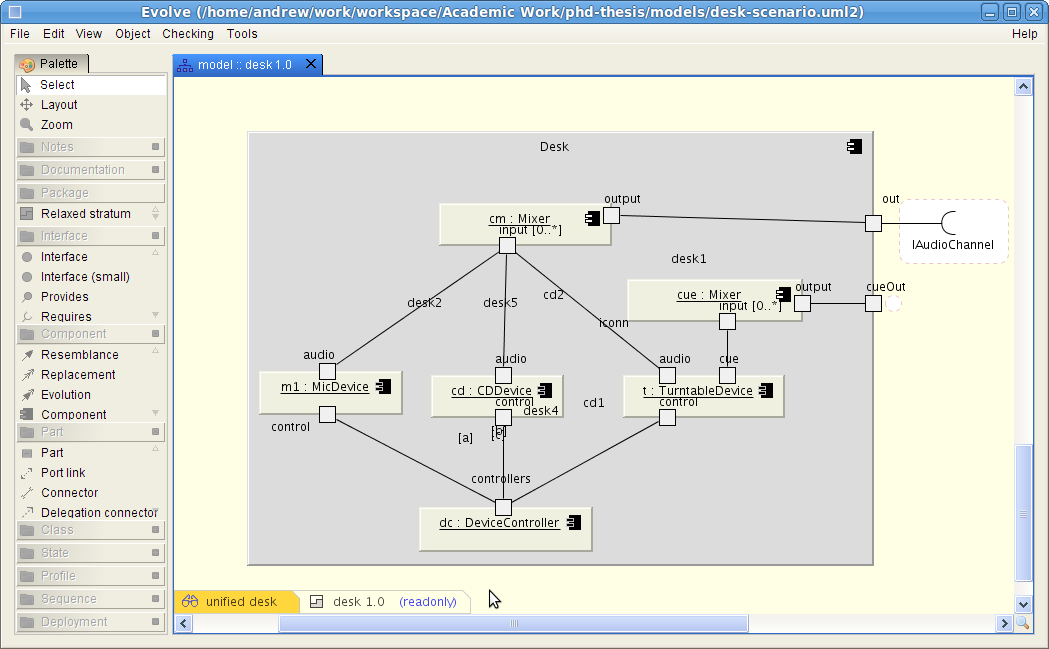 Evolve (/home/andrew/work/workspace/Academic Work/phd-thesis/models/desk-scenario.uml2)
File Edit View Object Checking Tools Help
Palette
Select
Layout
Zoom
Notes
Documentation
Package
Relaxed stratum
Interface
Interface
Interface (small)
Provides
Requires
Component
Resemblance
Replacement
Evolution
Component
Part
Part
Port link
Connector
Delegation connector
Class
State
Profile
Sequence
Deployment
model :: desk 1.0
Desk
output
out
cm : Mixer
input [0..*]
IAudioChannel
desk1
output
cueOut
cue : Mixer
input [0..*]
desk2
desk5
cd2
iconn
audio
audio
audio
cue
m1 : MicDevice
cd : CDDevice
t : TurntableDevice
control
control
cd1
desk4
control
[a]
controllers
dc : DeviceController
unified desk
desk 1.0 (readonly)